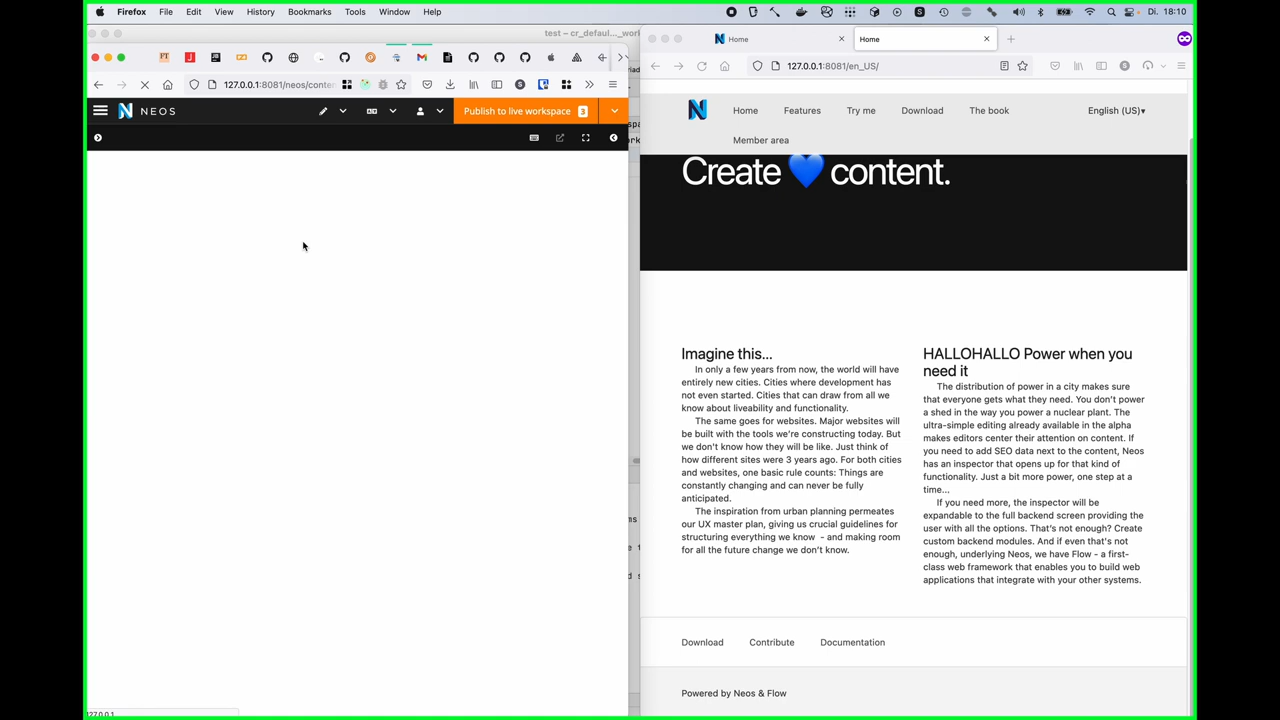 Firefox File Edit View History Bookmarks Tools Window Help Di. 18:10
test – cr_defaul..._work
Home
Home
127.0.0.1:8081/neos/conten
127.0.0.1:8081/en_US/
NEOS
Publish to live workspace 3
Home Features Try me Download The book English (US)▾
Member area
Create 💙 content.
Imagine this...
In only a few years from now, the world will have
entirely new cities. Cities where development has
not even started. Cities that can draw from all we
know about liveability and functionality.
The same goes for websites. Major websites will
be built with the tools we're constructing today. But
we don't know how they will be like. Just think of
how different sites were 3 years ago. For both cities
and websites, one basic rule counts: Things are
constantly changing and can never be fully
anticipated.
The inspiration from urban planning permeates
our UX master plan, giving us crucial guidelines for
structuring everything we know - and making room
for all the future change we don't know.
HALLOHALLO Power when you
need it
The distribution of power in a city makes sure
that everyone gets what they need. You don't power
a shed in the way you power a nuclear plant. The
ultra-simple editing already available in the alpha
makes editors center their attention on content. If
you need to add SEO data next to the content, Neos
has an inspector that opens up for that kind of
functionality. Just a bit more power, one step at a
time...
If you need more, the inspector will be
expandable to the full backend screen providing the
user with all the options. That's not enough? Create
custom backend modules. And if even that's not
enough, underlying Neos, we have Flow - a first-
class web framework that enables you to build web
applications that integrate with your other systems.
Download Contribute Documentation
Powered by Neos & Flow
127.0.0.1